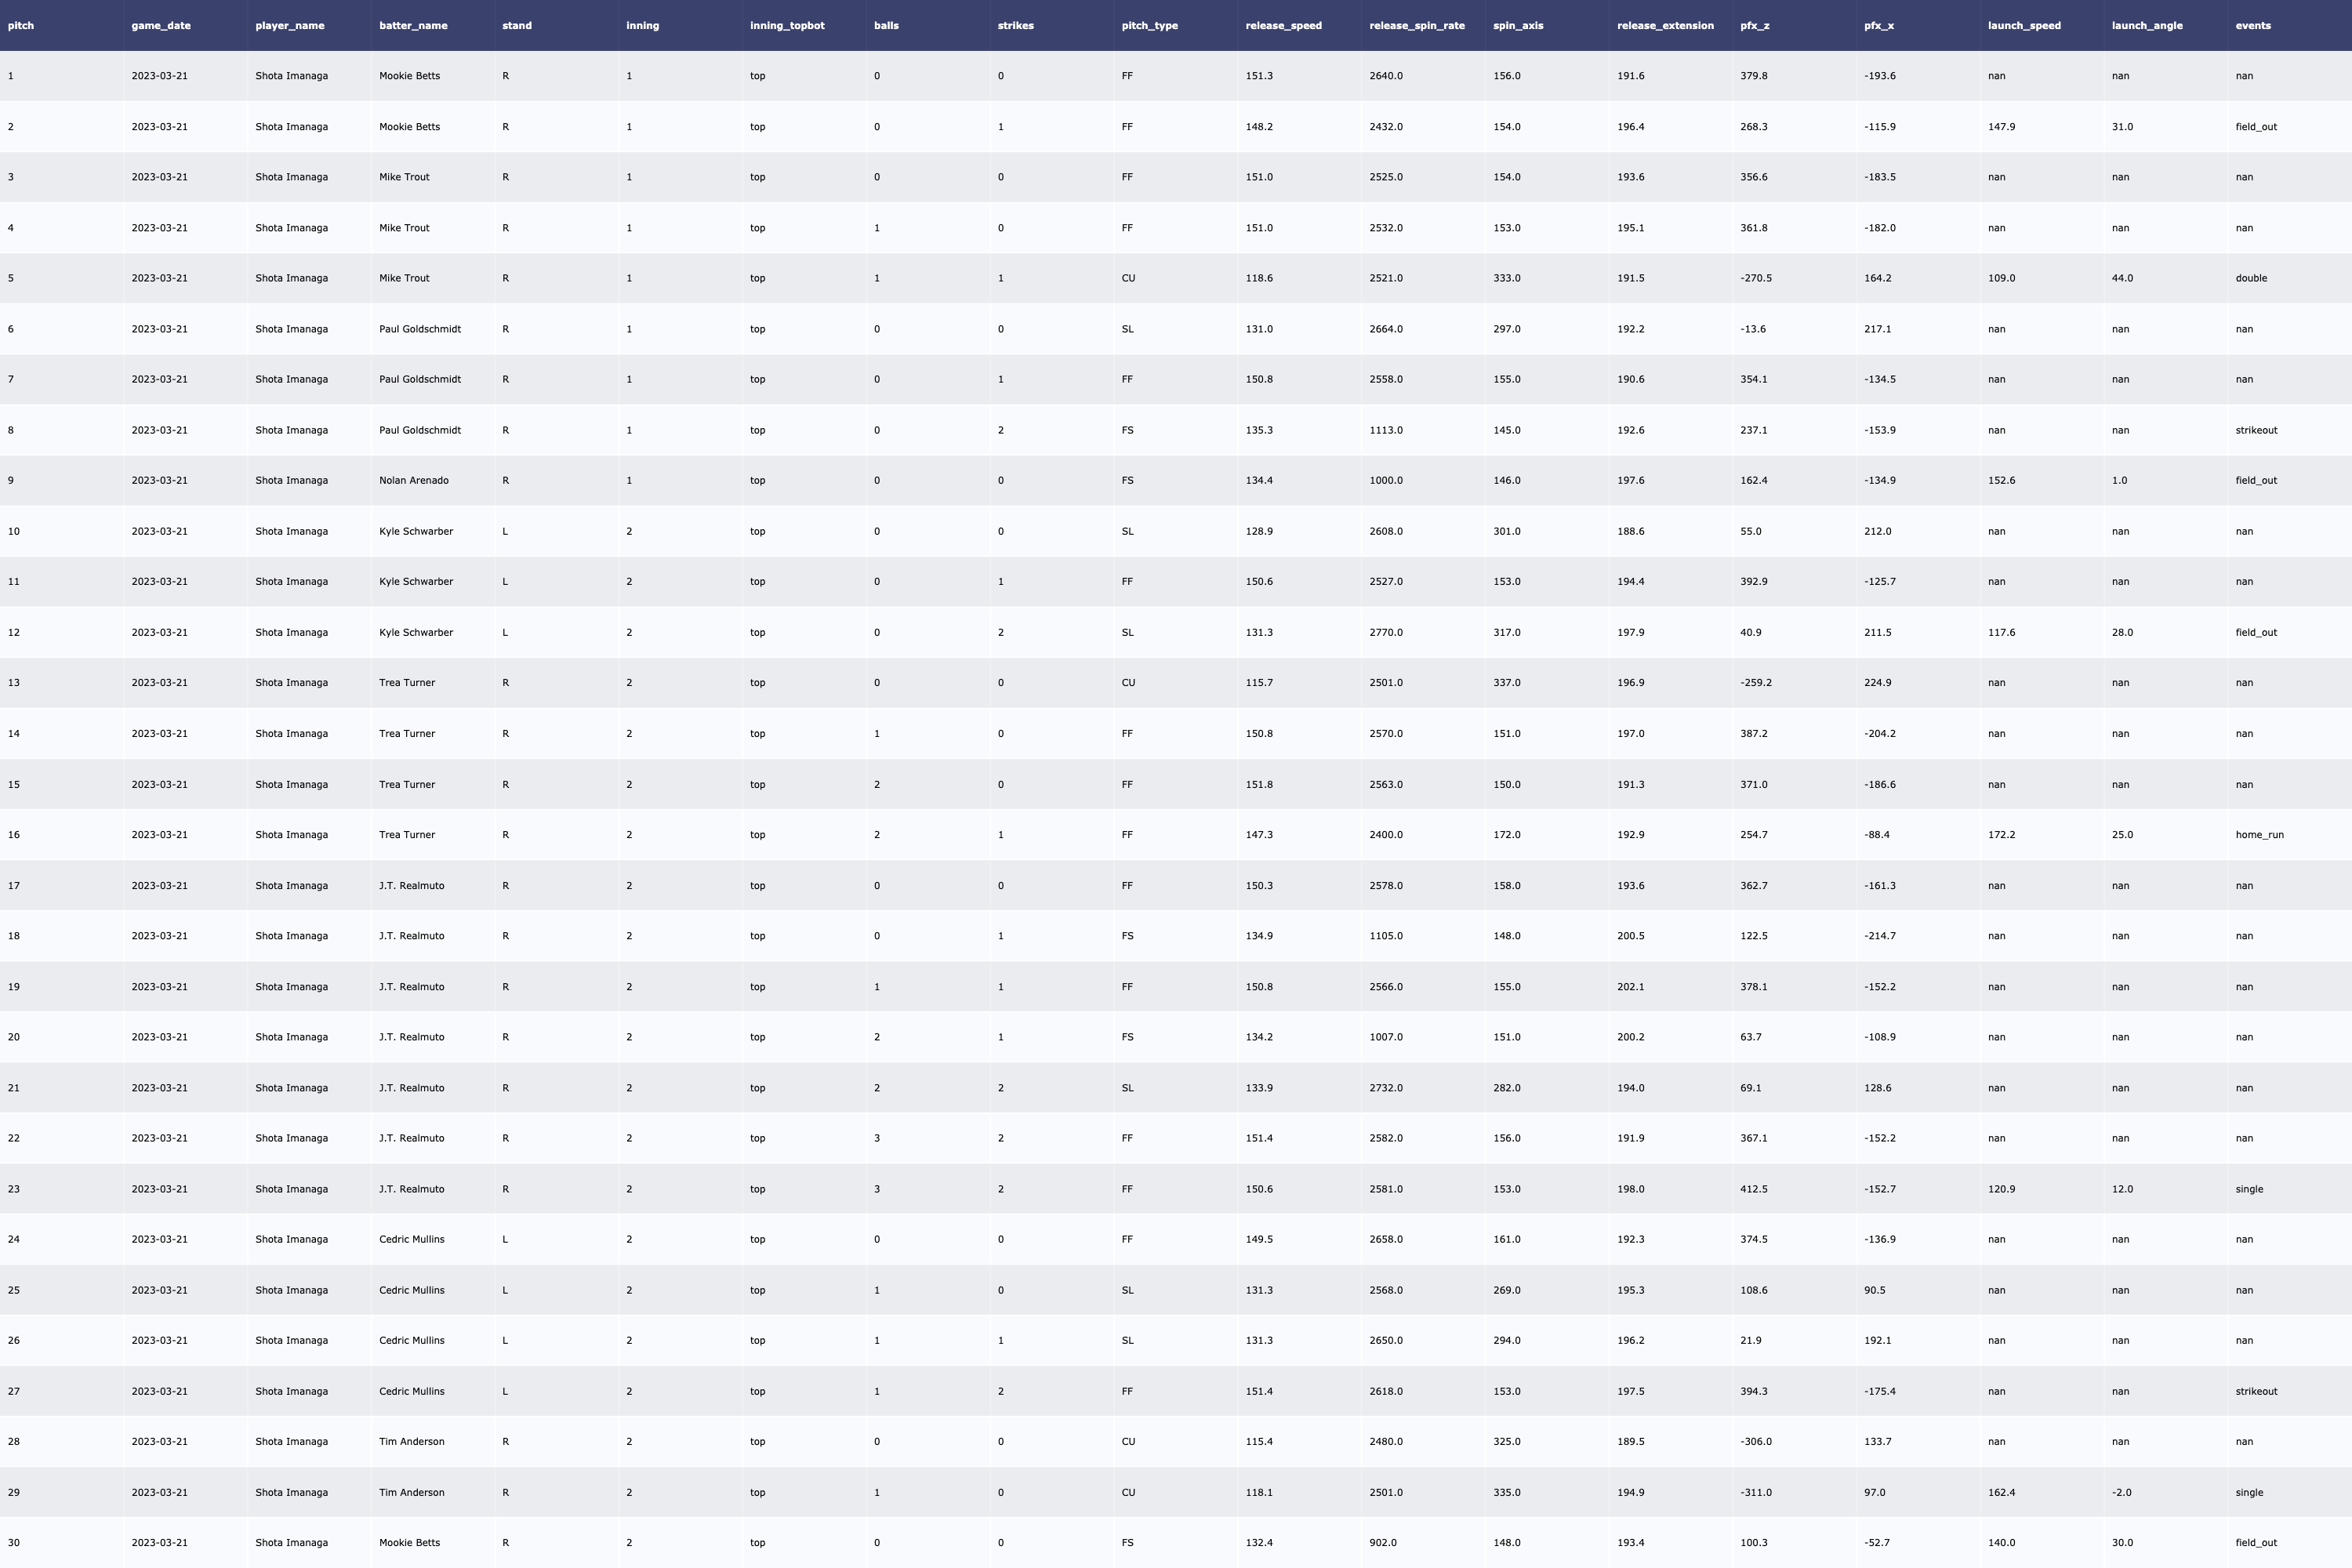 pitch game_date player_name batter_name stand inning inning_topbot balls strikes pitch_type release_speed release_spin_rate spin_axis release_extension pfx_z pfx_x launch_speed launch_angle events
1 2023-03-21 Shota Imanaga Mookie Betts R 1 top 0 0 FF 151.3 2640.0 156.0 191.6 379.8 -193.6 nan nan nan
2 2023-03-21 Shota Imanaga Mookie Betts R 1 top 0 1 FF 148.2 2432.0 154.0 196.4 268.3 -115.9 147.9 31.0 field_out
3 2023-03-21 Shota Imanaga Mike Trout R 1 top 0 0 FF 151.0 2525.0 154.0 193.6 356.6 -183.5 nan nan nan
4 2023-03-21 Shota Imanaga Mike Trout R 1 top 1 0 FF 151.0 2532.0 153.0 195.1 361.8 -182.0 nan nan nan
5 2023-03-21 Shota Imanaga Mike Trout R 1 top 1 1 CU 118.6 2521.0 333.0 191.5 -270.5 164.2 109.0 44.0 double
6 2023-03-21 Shota Imanaga Paul Goldschmidt R 1 top 0 0 SL 131.0 2664.0 297.0 192.2 -13.6 217.1 nan nan nan
7 2023-03-21 Shota Imanaga Paul Goldschmidt R 1 top 0 1 FF 150.8 2558.0 155.0 190.6 354.1 -134.5 nan nan nan
8 2023-03-21 Shota Imanaga Paul Goldschmidt R 1 top 0 2 FS 135.3 1113.0 145.0 192.6 237.1 -153.9 nan nan strikeout
9 2023-03-21 Shota Imanaga Nolan Arenado R 1 top 0 0 FS 134.4 1000.0 146.0 197.6 162.4 -134.9 152.6 1.0 field_out
10 2023-03-21 Shota Imanaga Kyle Schwarber L 2 top 0 0 SL 128.9 2608.0 301.0 188.6 55.0 212.0 nan nan nan
11 2023-03-21 Shota Imanaga Kyle Schwarber L 2 top 0 1 FF 150.6 2527.0 153.0 194.4 392.9 -125.7 nan nan nan
12 2023-03-21 Shota Imanaga Kyle Schwarber L 2 top 0 2 SL 131.3 2770.0 317.0 197.9 40.9 211.5 117.6 28.0 field_out
13 2023-03-21 Shota Imanaga Trea Turner R 2 top 0 0 CU 115.7 2501.0 337.0 196.9 -259.2 224.9 nan nan nan
14 2023-03-21 Shota Imanaga Trea Turner R 2 top 1 0 FF 150.8 2570.0 151.0 197.0 387.2 -204.2 nan nan nan
15 2023-03-21 Shota Imanaga Trea Turner R 2 top 2 0 FF 151.8 2563.0 150.0 191.3 371.0 -186.6 nan nan nan
16 2023-03-21 Shota Imanaga Trea Turner R 2 top 2 1 FF 147.3 2400.0 172.0 192.9 254.7 -88.4 172.2 25.0 home_run
17 2023-03-21 Shota Imanaga J.T. Realmuto R 2 top 0 0 FF 150.3 2578.0 158.0 193.6 362.7 -161.3 nan nan nan
18 2023-03-21 Shota Imanaga J.T. Realmuto R 2 top 0 1 FS 134.9 1105.0 148.0 200.5 122.5 -214.7 nan nan nan
19 2023-03-21 Shota Imanaga J.T. Realmuto R 2 top 1 1 FF 150.8 2566.0 155.0 202.1 378.1 -152.2 nan nan nan
20 2023-03-21 Shota Imanaga J.T. Realmuto R 2 top 2 1 FS 134.2 1007.0 151.0 200.2 63.7 -108.9 nan nan nan
21 2023-03-21 Shota Imanaga J.T. Realmuto R 2 top 2 2 SL 133.9 2732.0 282.0 194.0 69.1 128.6 nan nan nan
22 2023-03-21 Shota Imanaga J.T. Realmuto R 2 top 3 2 FF 151.4 2582.0 156.0 191.9 367.1 -152.2 nan nan nan
23 2023-03-21 Shota Imanaga J.T. Realmuto R 2 top 3 2 FF 150.6 2581.0 153.0 198.0 412.5 -152.7 120.9 12.0 single
24 2023-03-21 Shota Imanaga Cedric Mullins L 2 top 0 0 FF 149.5 2658.0 161.0 192.3 374.5 -136.9 nan nan nan
25 2023-03-21 Shota Imanaga Cedric Mullins L 2 top 1 0 SL 131.3 2568.0 269.0 195.3 108.6 90.5 nan nan nan
26 2023-03-21 Shota Imanaga Cedric Mullins L 2 top 1 1 SL 131.3 2650.0 294.0 196.2 21.9 192.1 nan nan nan
27 2023-03-21 Shota Imanaga Cedric Mullins L 2 top 1 2 FF 151.4 2618.0 153.0 197.5 394.3 -175.4 nan nan strikeout
28 2023-03-21 Shota Imanaga Tim Anderson R 2 top 0 0 CU 115.4 2480.0 325.0 189.5 -306.0 133.7 nan nan nan
29 2023-03-21 Shota Imanaga Tim Anderson R 2 top 1 0 CU 118.1 2501.0 335.0 194.9 -311.0 97.0 162.4 -2.0 single
30 2023-03-21 Shota Imanaga Mookie Betts R 2 top 0 0 FS 132.4 902.0 148.0 193.4 100.3 -52.7 140.0 30.0 field_out